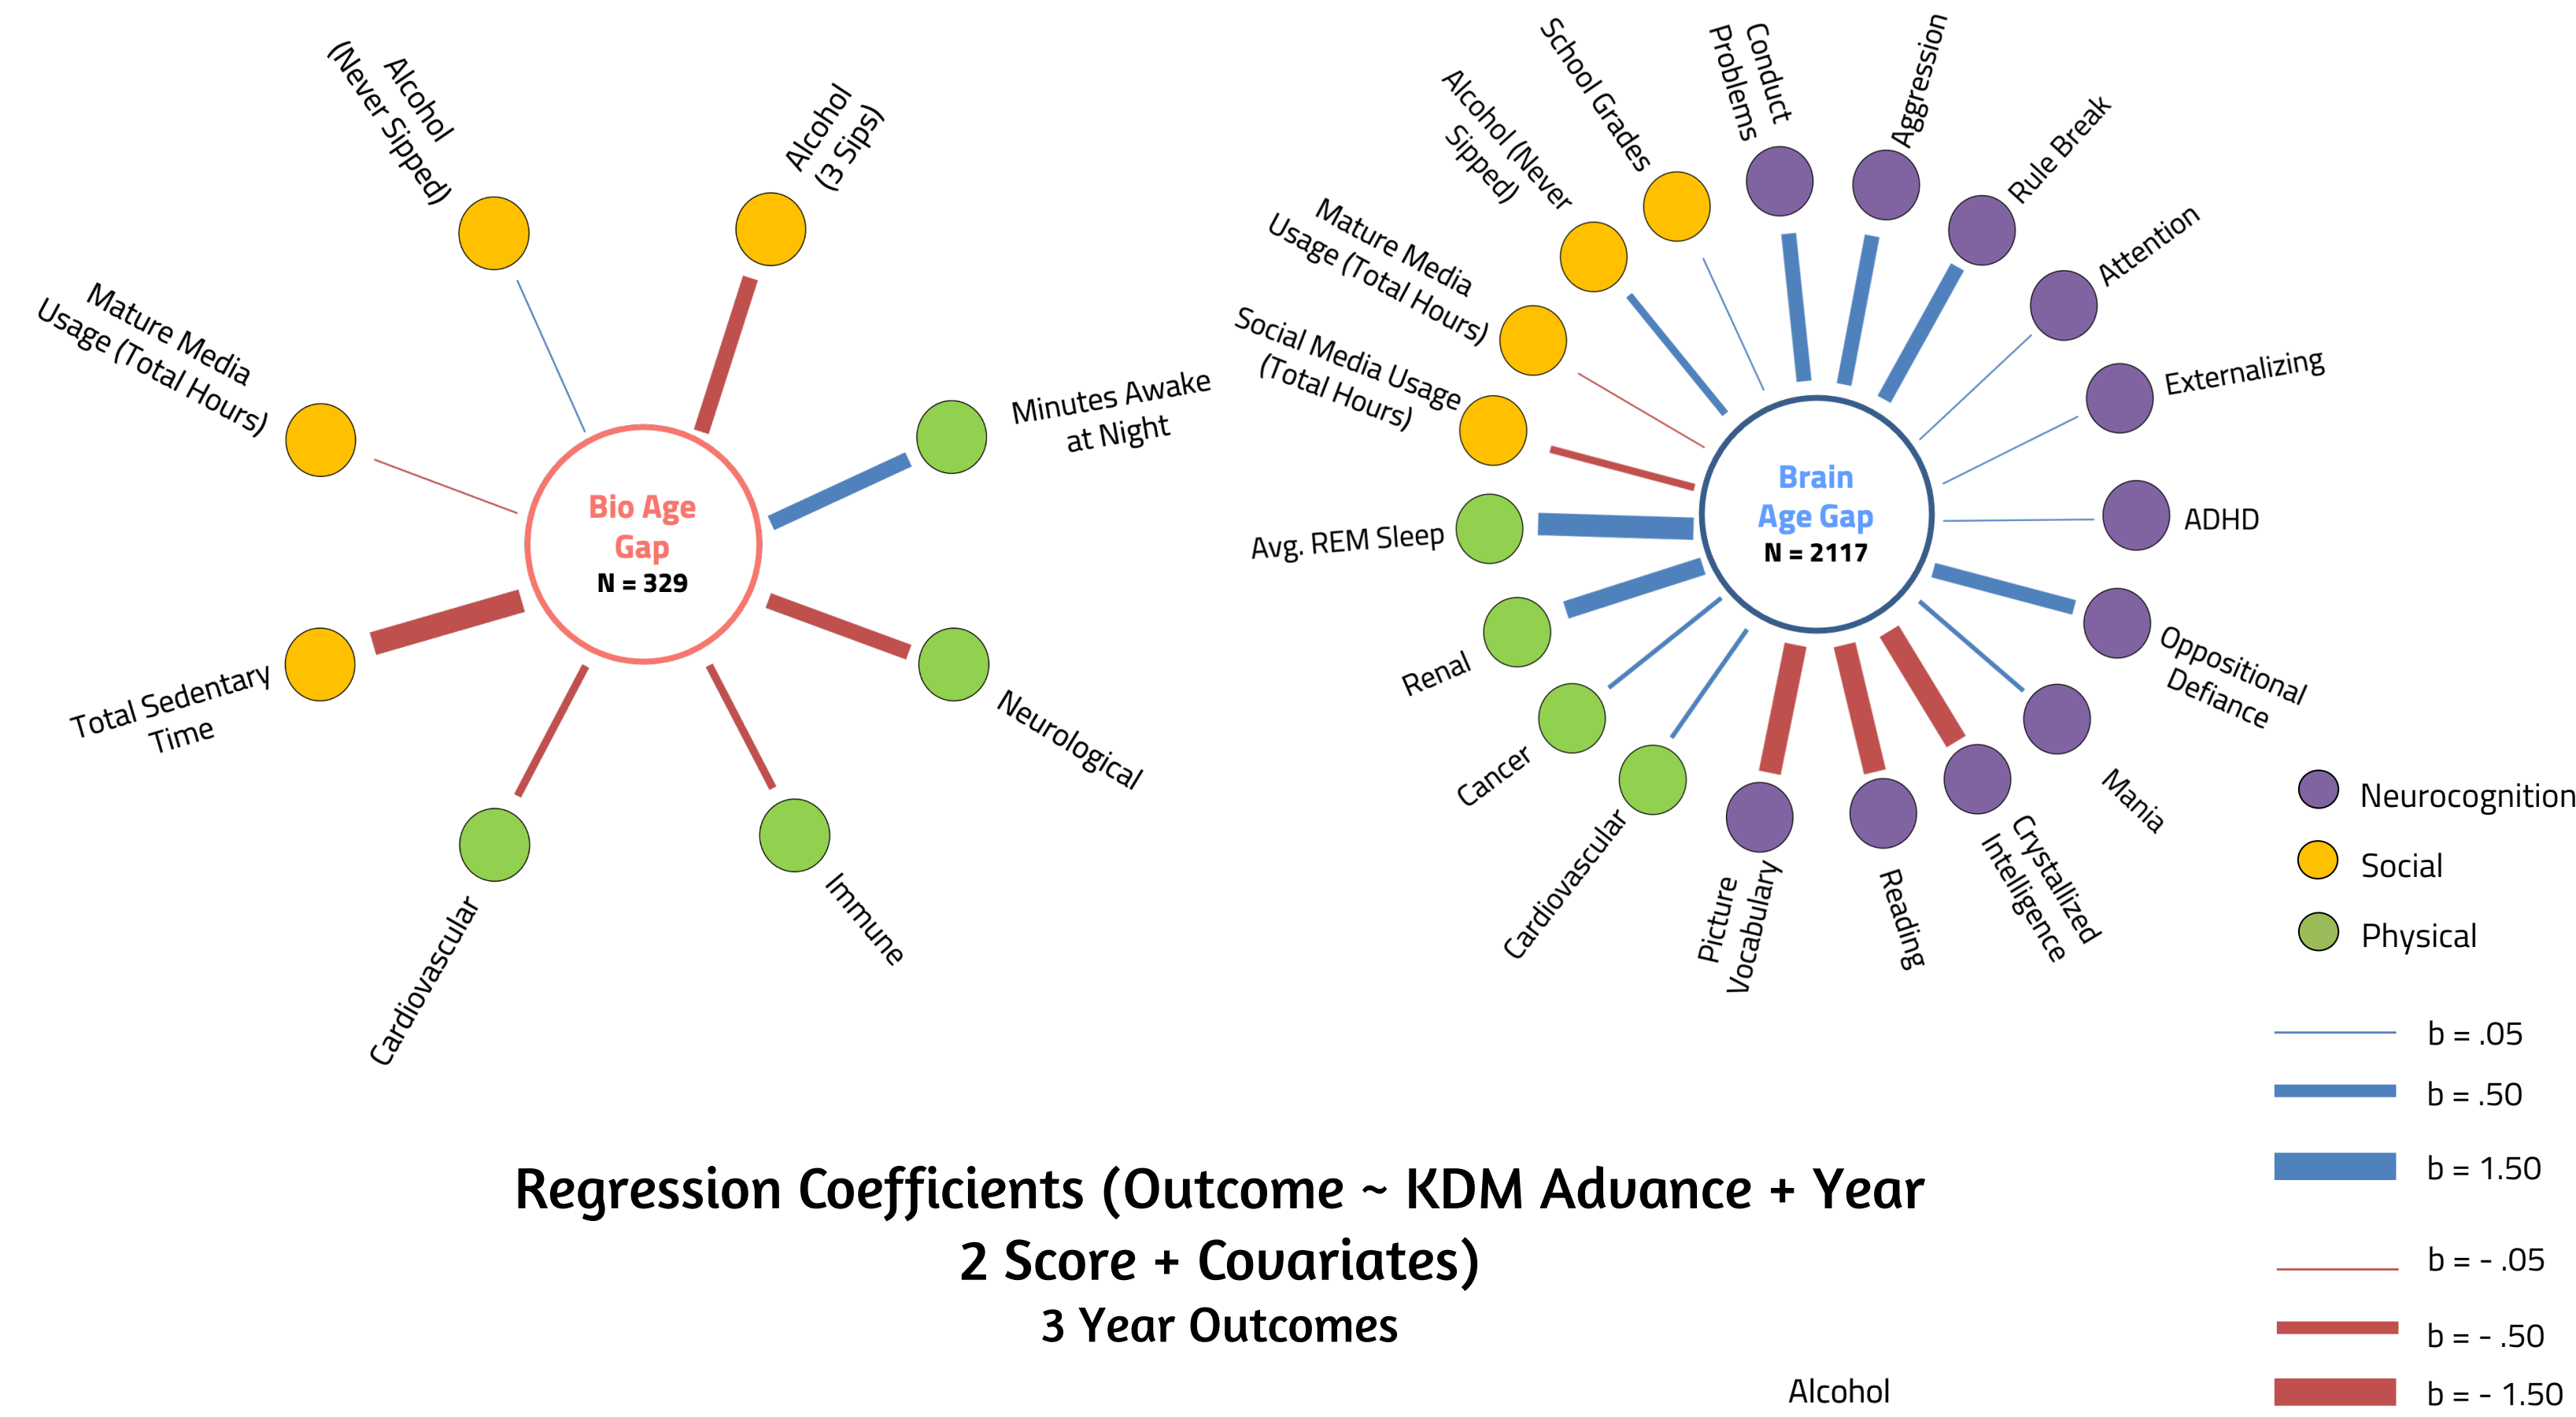 Alcohol
(Never Sipped)
Alcohol
(3 Sips)
Mature Media
Usage (Total Hours)
Minutes Awake
at Night
Bio Age
Gap
N = 329
Total Sedentary
Time
Neurological
Cardiovascular
Immune
School Grades
Conduct
Problems
Aggression
Alcohol (Never
Sipped)
Rule Break
Mature Media
Usage (Total Hours)
Attention
Social Media Usage
(Total Hours)
Externalizing
Brain
Age Gap
N = 2117
Avg. REM Sleep
ADHD
Renal
Oppositional
Defiance
Cancer
Mania
Cardiovascular
Picture
Vocabulary
Reading
Crystallized
Intelligence
Neurocognition
Social
Physical
b = .05
b = .50
b = 1.50
b = - .05
b = - .50
b = - 1.50
Regression Coefficients (Outcome ~ KDM Advance + Year
2 Score + Covariates)
3 Year Outcomes
Alcohol